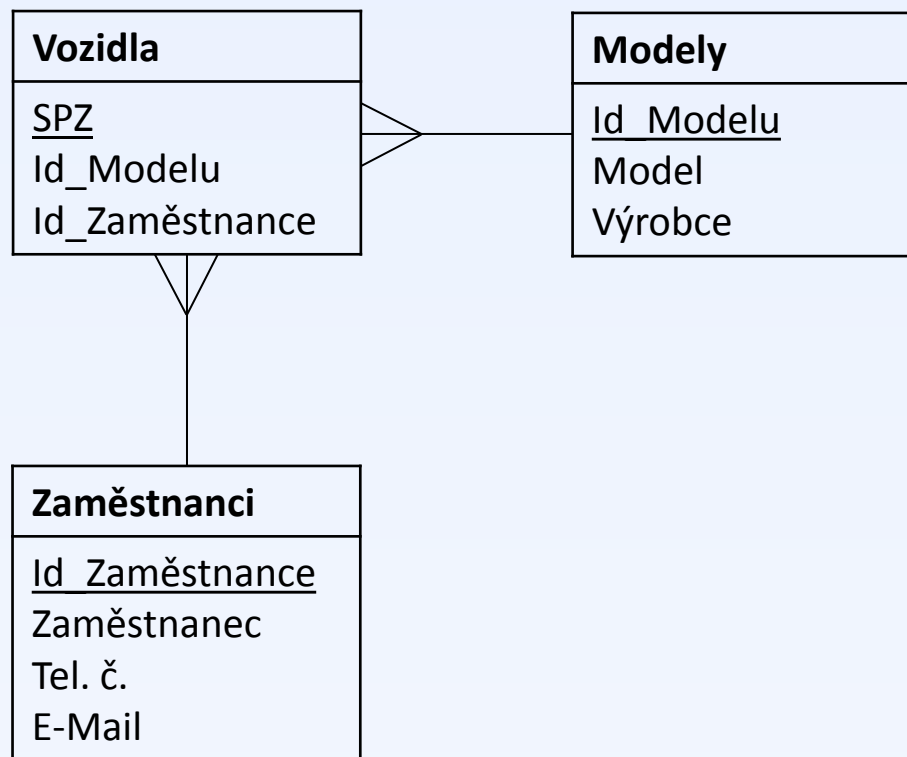 Vozidla
SPZ
Id_Modelu
Id_Zaměstnance
Modely
Id_Modelu
Model
Výrobce
Zaměstnanci
Id_Zaměstnance
Zaměstnanec
Tel. č.
E-Mail